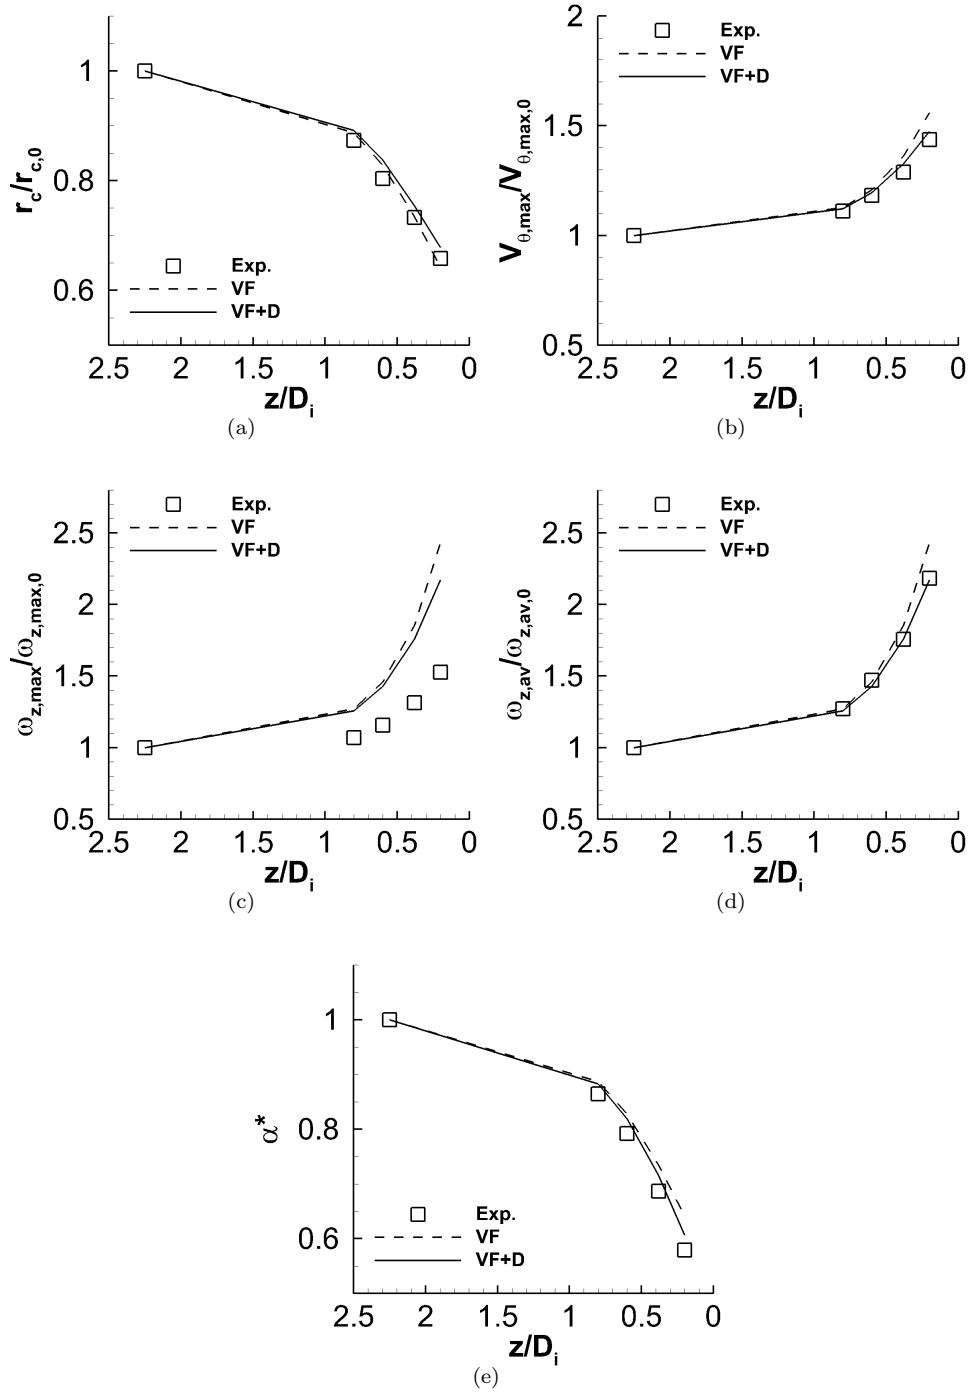 1
0.8
0.6
r_c/r_c,0
Exp.
VF
VF+D
2.5 2 1.5 1 0.5 0
z/D_i
(a)
2
1.5
1
0.5
V_θ,max/V_θ,max,0
Exp.
VF
VF+D
2.5 2 1.5 1 0.5 0
z/D_i
(b)
2.5
2
1.5
1
0.5
ω_z,max/ω_z,max,0
Exp.
VF
VF+D
2.5 2 1.5 1 0.5 0
z/D_i
(c)
2.5
2
1.5
1
0.5
ω_z,av/ω_z,av,0
Exp.
VF
VF+D
2.5 2 1.5 1 0.5 0
z/D_i
(d)
1
0.8
0.6
α*
Exp.
VF
VF+D
2.5 2 1.5 1 0.5 0
z/D_i
(e)